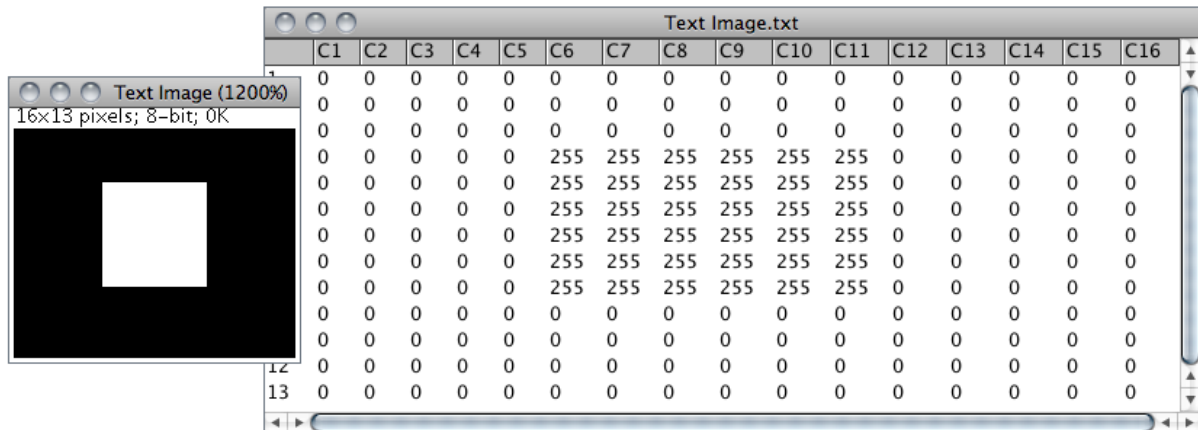 Text Image.txt
C1 C2 C3 C4 C5 C6 C7 C8 C9 C10 C11 C12 C13 C14 C15 C16
0 0 0 0 0 0 0 0 0 0 0 0 0 0 0 0
Text Image (1200%)
0 0 0 0 0 0 0 0 0 0 0 0 0 0 0 0
16x13 pixels; 8-bit; 0K
0 0 0 0 0 0 0 0 0 0 0 0 0 0 0 0
0 0 0 0 0 255 255 255 255 255 255 0 0 0 0 0
0 0 0 0 0 255 255 255 255 255 255 0 0 0 0 0
0 0 0 0 0 255 255 255 255 255 255 0 0 0 0 0
0 0 0 0 0 255 255 255 255 255 255 0 0 0 0 0
0 0 0 0 0 255 255 255 255 255 255 0 0 0 0 0
0 0 0 0 0 255 255 255 255 255 255 0 0 0 0 0
0 0 0 0 0 0 0 0 0 0 0 0 0 0 0 0
0 0 0 0 0 0 0 0 0 0 0 0 0 0 0 0
12 0 0 0 0 0 0 0 0 0 0 0 0 0 0 0 0
13 0 0 0 0 0 0 0 0 0 0 0 0 0 0 0 0